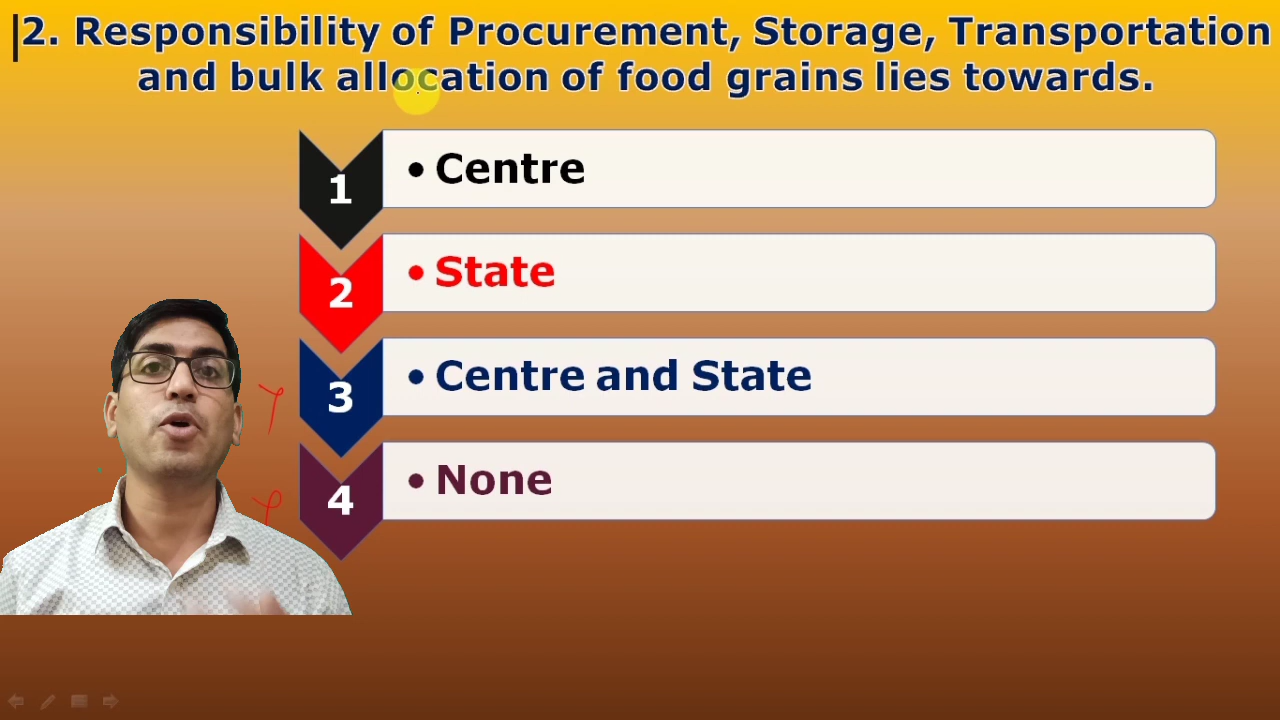 2. Responsibility of Procurement, Storage, Transportation
and bulk allocation of food grains lies towards.
1 • Centre
2 • State
3 • Centre and State
4 • None